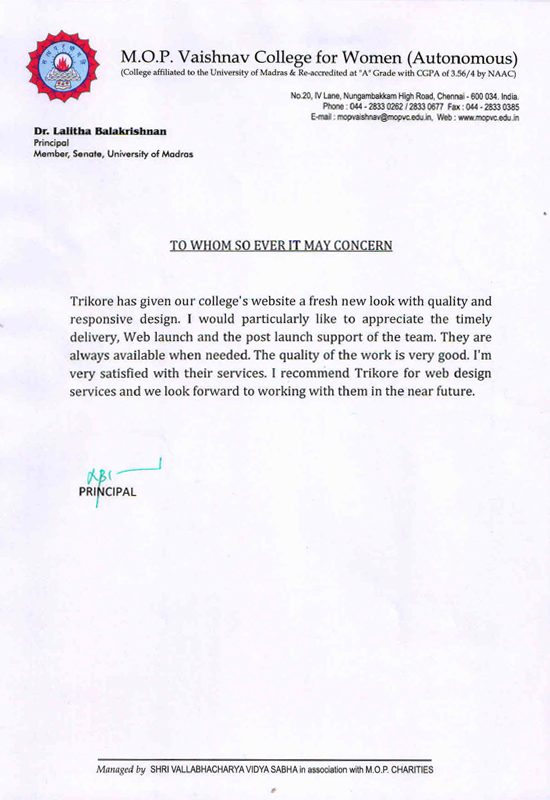 M.O.P. Vaishnav College for Women (Autonomous)
(College affiliated to the University of Madras & Re-accredited at "A" Grade with CGPA of 3.56/4 by NAAC)
No.20, IV Lane, Nungambakkam High Road, Chennai - 600 034. India.
Phone : 044 - 2833 0262 / 2833 0677 Fax : 044 - 2833 0385
E-mail : mopvaishnav@mopvc.edu.in, Web : www.mopvc.edu.in
Dr. Lalitha Balakrishnan
Principal
Member, Senate, University of Madras
TO WHOM SO EVER IT MAY CONCERN
Trikore has given our college's website a fresh new look with quality and
responsive design. I would particularly like to appreciate the timely
delivery, Web launch and the post launch support of the team. They are
always available when needed. The quality of the work is very good. I'm
very satisfied with their services. I recommend Trikore for web design
services and we look forward to working with them in the near future.
PRINCIPAL
Managed by SHRI VALLABHACHARYA VIDYA SABHA in association with M.O.P. CHARITIES